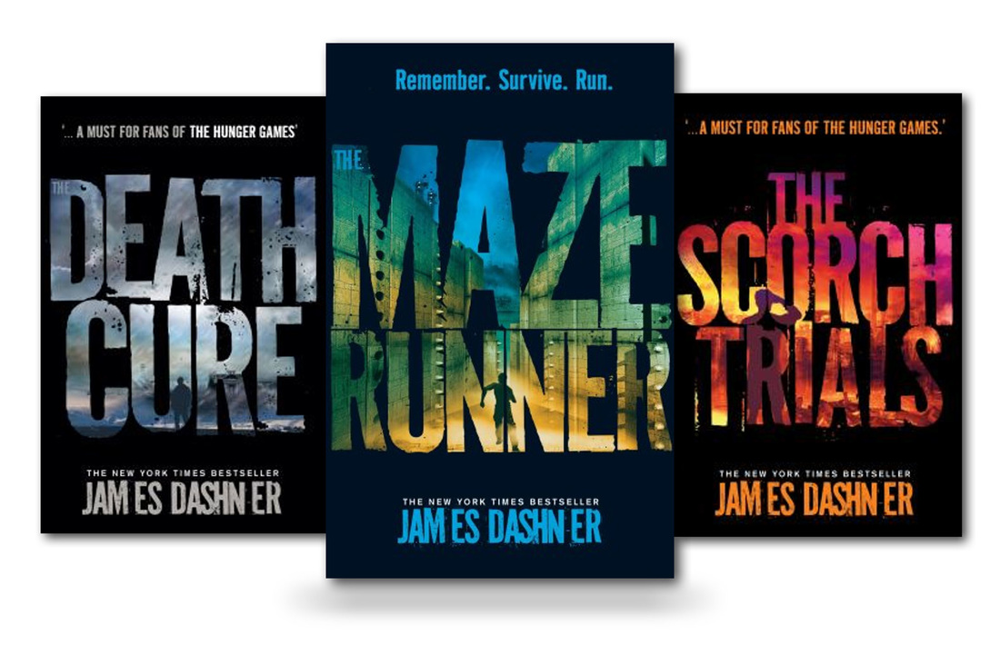 '... A MUST FOR FANS OF THE HUNGER GAMES'
THE
DEATH
CURE
THE NEW YORK TIMES BESTSELLER
JAMES DASHNER
Remember. Survive. Run.
THE
MAZE
RUNNER
THE NEW YORK TIMES BESTSELLER
JAMES DASHNER
'...A MUST FOR FANS OF THE HUNGER GAMES.'
THE
SCORCH
TRIALS
THE NEW YORK TIMES BESTSELLER
JAMES DASHNER